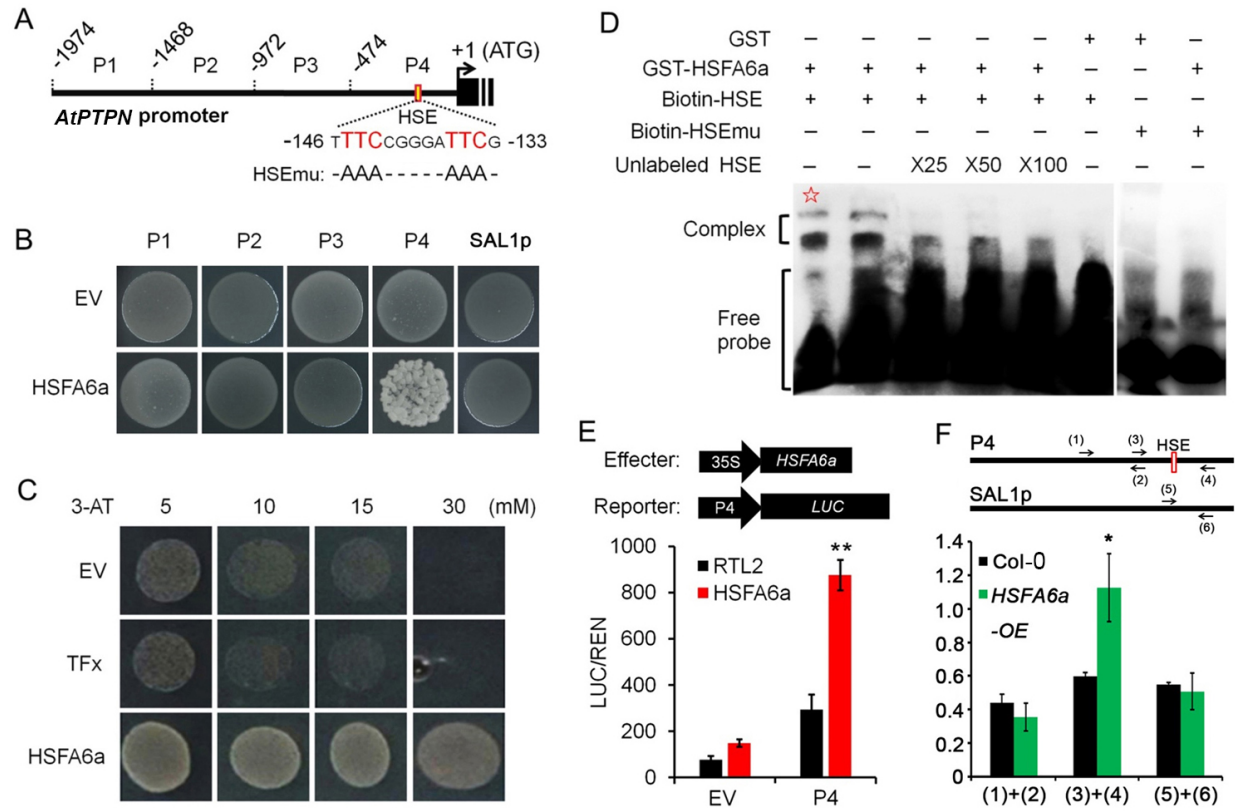 A
-1974 -1468 -972 -474 +1 (ATG)
P1 P2 P3 P4
AtPTPN promoter
HSE
-146 TTTCCGGGATTCG -133
HSEmu: -AAA-----AAA-
B
P1 P2 P3 P4 SAL1p
EV
HSFA6a
C
3-AT 5 10 15 30 (mM)
EV
TFx
HSFA6a
D
GST – – – – – + + –
GST-HSFA6a + + + + + – – +
Biotin-HSE + + + + + + – –
Biotin-HSEmu – – – – – – + +
Unlabeled HSE – – X25 X50 X100 – – –
Complex
Free
probe
E
Effecter: 35S HSFA6a
Reporter: P4 LUC
1000
800
600
400
200
0
LUC/REN
RTL2
HSFA6a
**
EV P4
F
P4
(1) (3) HSE
(2) (4)
SAL1p
(5)
(6)
1.4
1.2
1.0
0.8
0.6
0.4
0.2
0
Col-0
HSFA6a
-OE
*
(1)+(2) (3)+(4) (5)+(6)